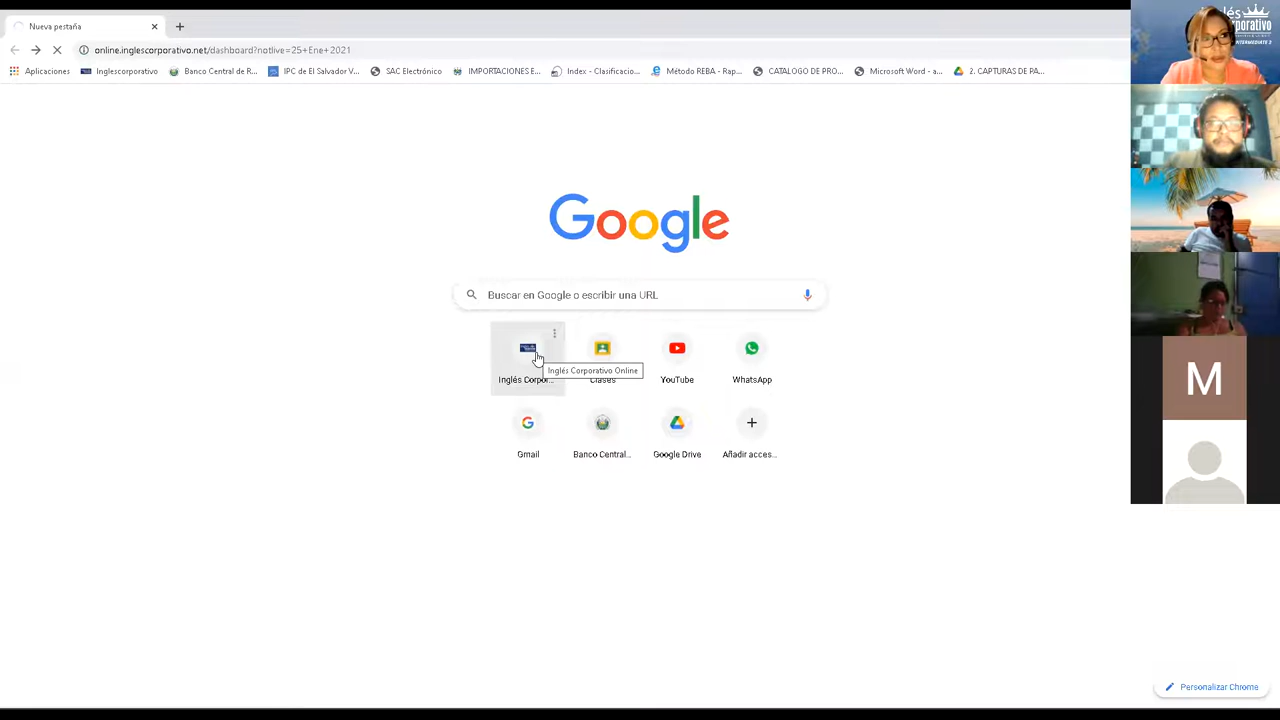 Nueva pestaña
online.inglescorporativo.net/dashboard?notlive=25+Ene+2021
Aplicaciones Inglescorporativo Banco Central de R... IPC de El Salvador V... SAC Electrónico IMPORTACIONES E... Index - Clasificacio... Método REBA - Rap... CATALOGO DE PRO... Microsoft Word - a... 2. CAPTURAS DE PA...
Google
Buscar en Google o escribir una URL
Inglés Corporativo Online
Inglés Corpor... Clases YouTube WhatsApp
Gmail Banco Central... Google Drive Añadir acces...
Personalizar Chrome
INTERMEDIATE 2
M